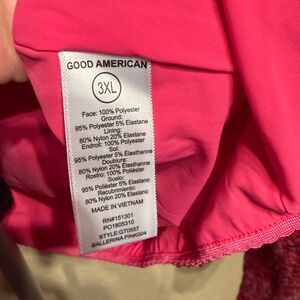 GOOD AMERICAN
3XL
Face: 100% Polyester
Ground:
95% Polyester 5% Elastane
Lining:
80% Nylon 20% Elastane
Endroit: 100% Polyester
Sol:
95% Polyester 5% Elasthanne
Doublure:
80% Nylon 20% Elasthanne
Rostro: 100% Poliéster
Suelo:
95% Poliéster 5% Elastano
Recubrimiento:
80% Nylon 20% Elastano
MADE IN VIETNAM
RN#151301
PO1805310
STYLE:GT0557
BALLERINA PINK004